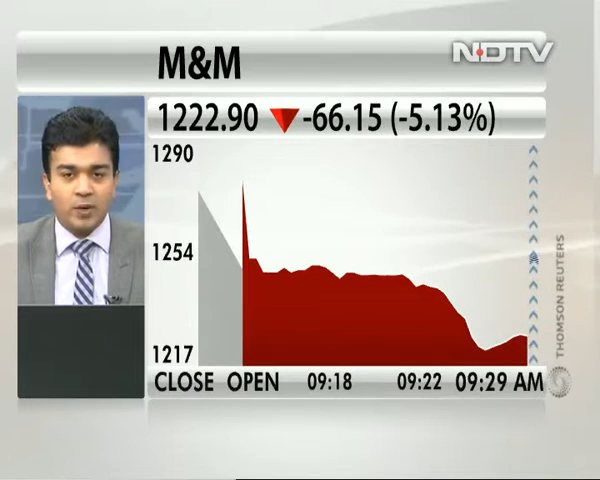 M&M
NDTV
1222.90 ▼ -66.15 (-5.13%)
1290
1254
1217
CLOSE OPEN 09:18 09:22 09:29 AM
THOMSON REUTERS